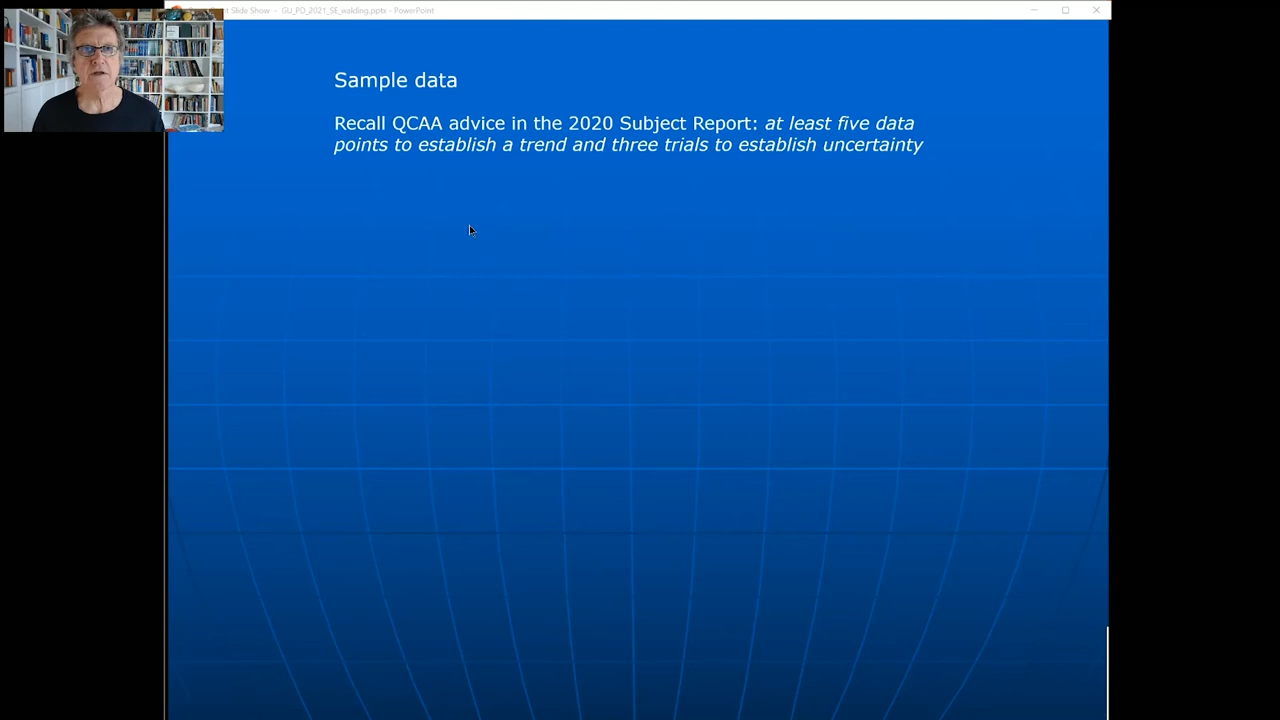 t Slide Show - GU_PD_2021_SE_walding.ppts - PowerPoint
Sample data
Recall QCAA advice in the 2020 Subject Report: at least five data
points to establish a trend and three trials to establish uncertainty